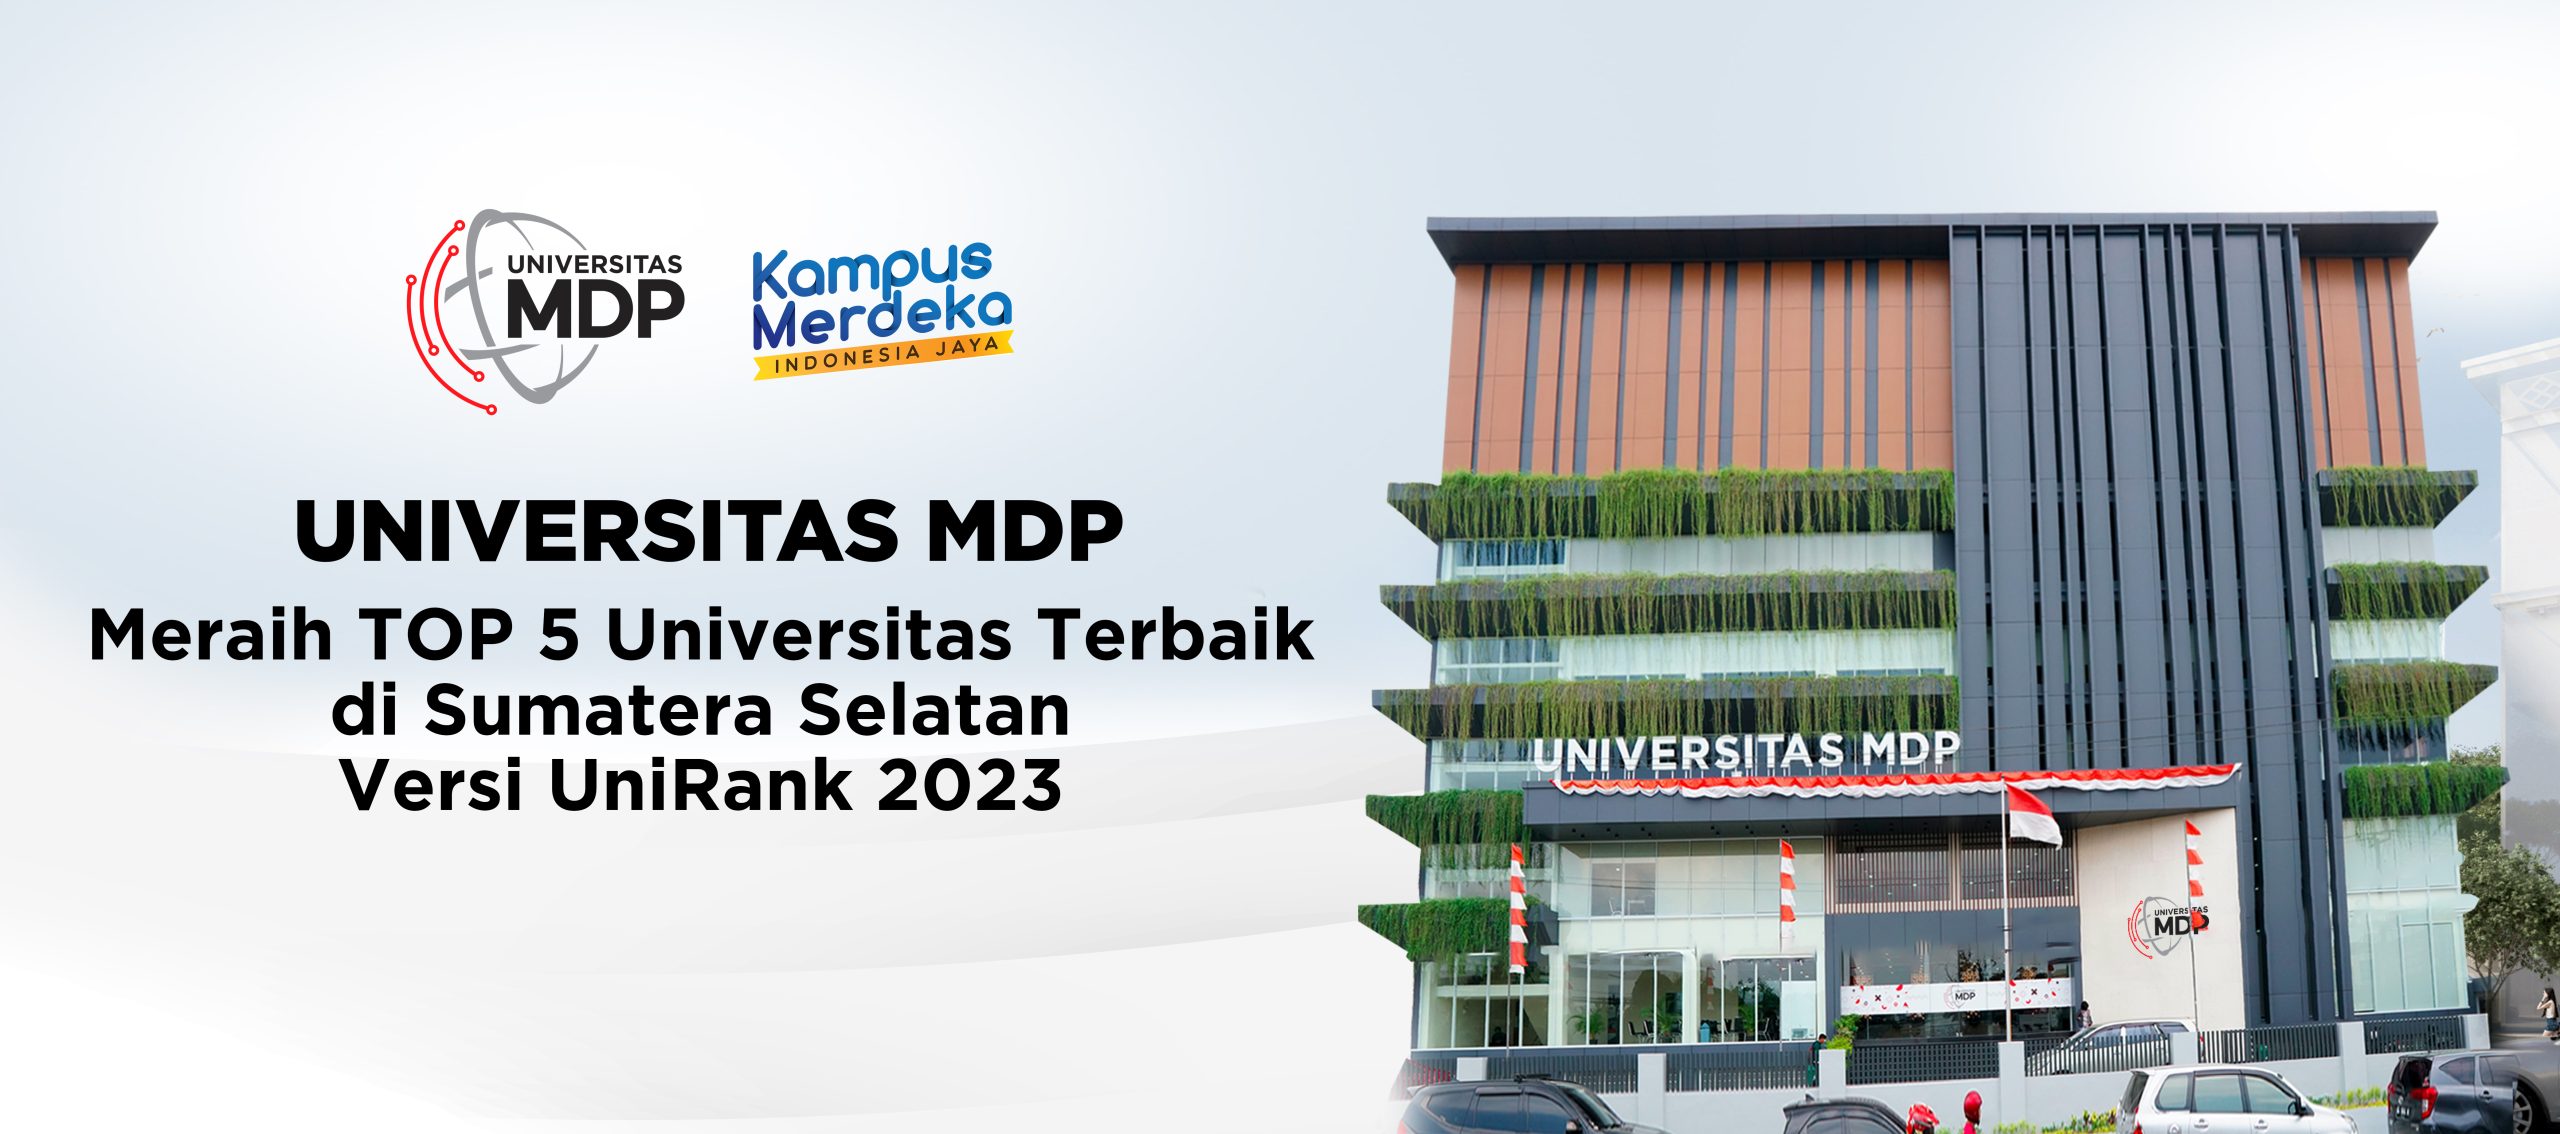 UNIVERSITAS
MDP
Kampus
Merdeka
INDONESIA JAYA
UNIVERSITAS MDP
Meraih TOP 5 Universitas Terbaik
di Sumatera Selatan
Versi UniRank 2023
UNIVERSITAS MDP
UNIVERSITAS
MDP
MDP